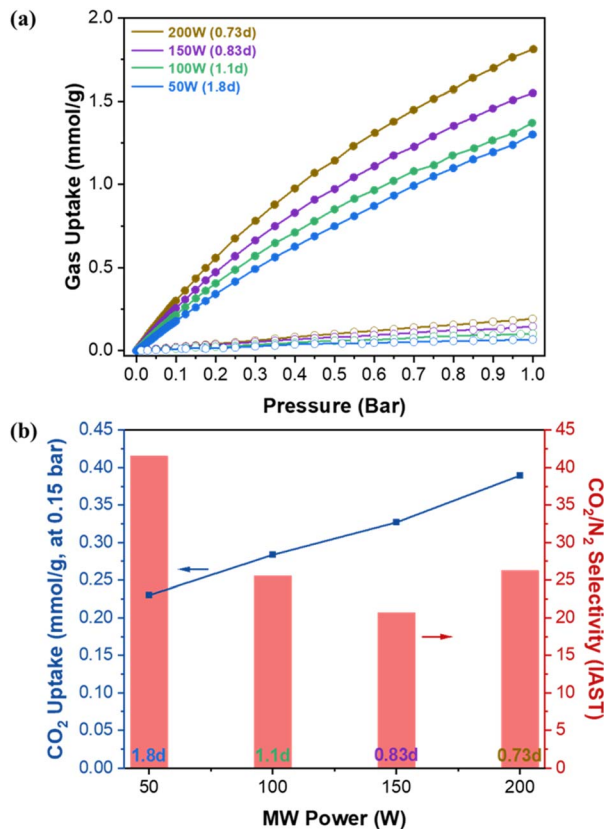 (a)
2.0
1.5
1.0
0.5
0.0
Gas Uptake (mmol/g)
200W (0.73d)
150W (0.83d)
100W (1.1d)
50W (1.8d)
0.0 0.1 0.2 0.3 0.4 0.5 0.6 0.7 0.8 0.9 1.0
Pressure (Bar)
(b)
0.45
0.40
0.35
0.30
0.25
0.20
0.15
0.10
0.05
0.00
CO₂ Uptake (mmol/g, at 0.15 bar)
45
40
35
30
25
20
15
10
5
0
CO₂/N₂ Selectivity (IAST)
1.8d 1.1d 0.83d 0.73d
50 100 150 200
MW Power (W)